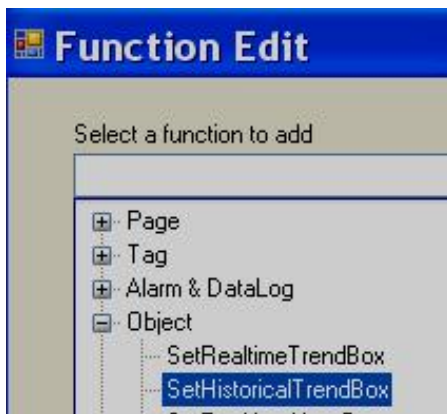 Function Edit
Select a function to add
Page
Tag
Alarm & DataLog
Object
SetRealtimeTrendBox
SetHistoricalTrendBox